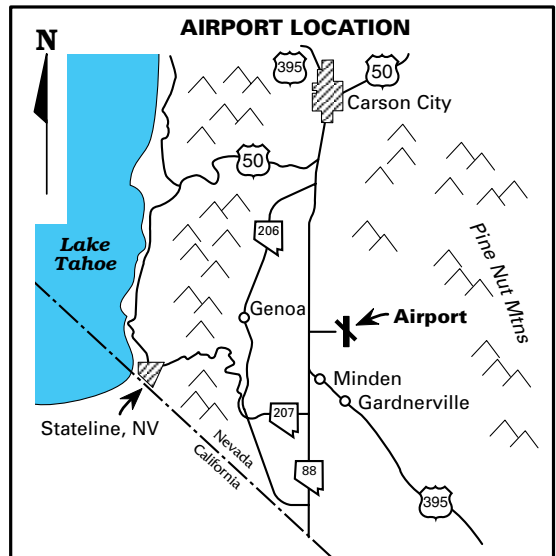 AIRPORT LOCATION
N
395
50
Carson City
50
206
Pine Nut Mtns
Lake
Tahoe
Genoa
Airport
Minden
Gardnerville
207
Stateline, NV
Nevada
California
88
395